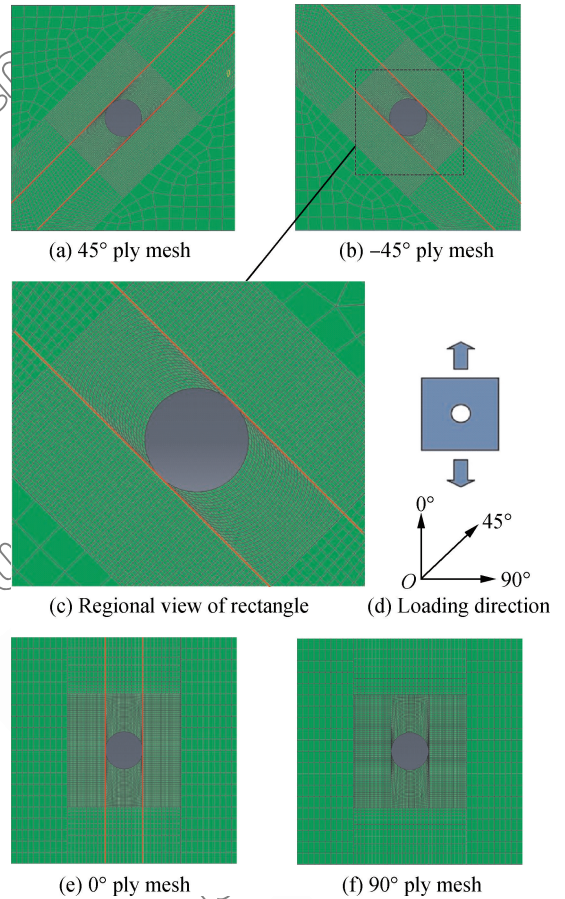 (a) 45° ply mesh
(b) −45° ply mesh
0°
45°
O
90°
(c) Regional view of rectangle
(d) Loading direction
(e) 0° ply mesh
(f) 90° ply mesh